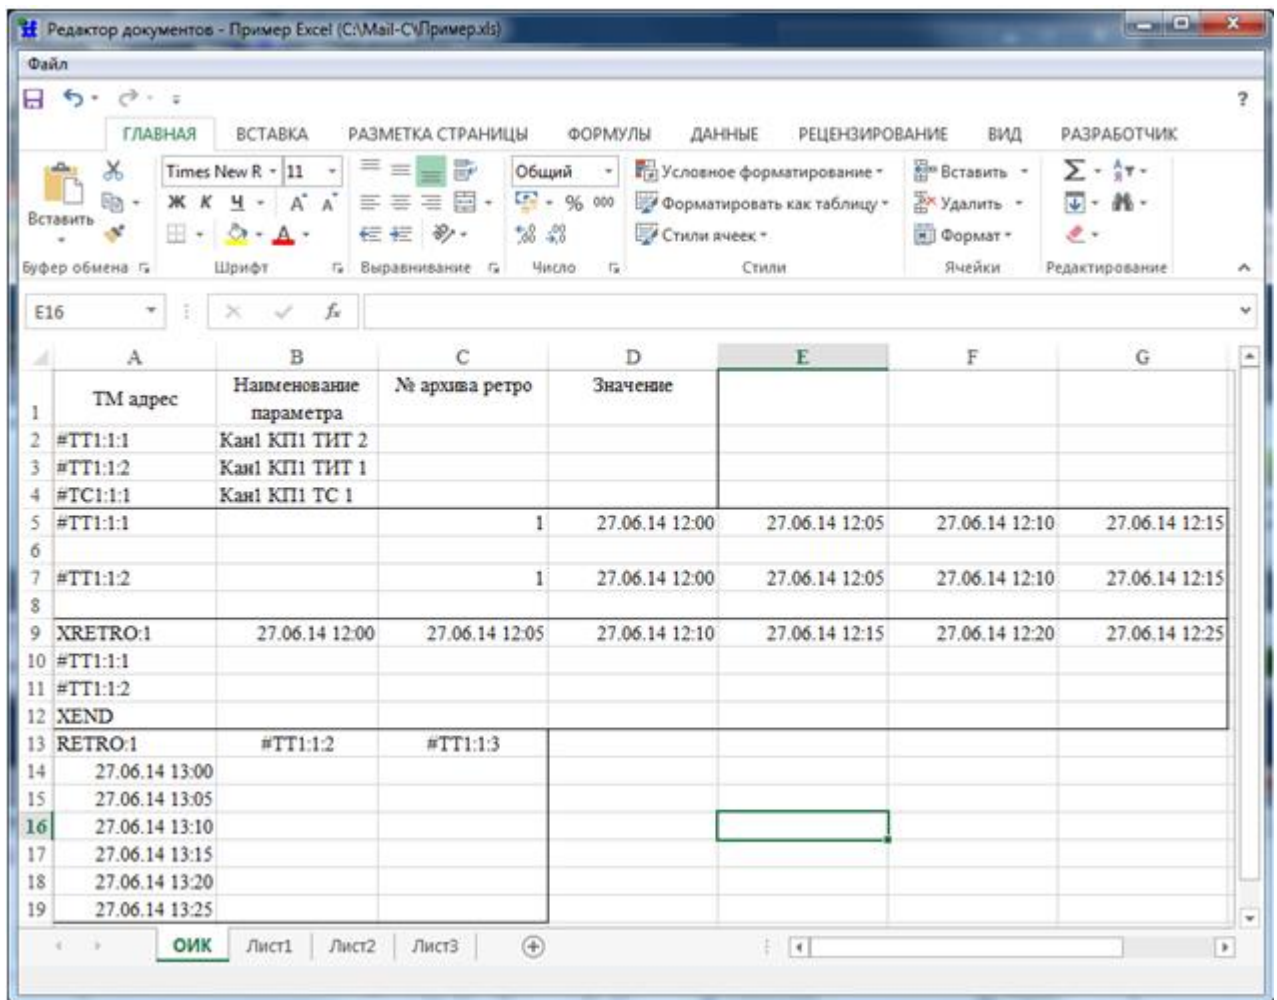 Редактор документов - Пример Excel (C:\Mail-C\Пример.xls)
Файл
?
ГЛАВНАЯ ВСТАВКА РАЗМЕТКА СТРАНИЦЫ ФОРМУЛЫ ДАННЫЕ РЕЦЕНЗИРОВАНИЕ ВИД РАЗРАБОТЧИК
Times New R 11 Общий Условное форматирование Вставить Σ
Вставить Ж К Ч A A % 000 Форматировать как таблицу Удалить
A Стили ячеек Формат
Буфер обмена Шрифт Выравнивание Число Стили Ячейки Редактирование
E16 fx
A B C D E F G
1 ТМ адрес Наименование параметра № архива ретро Значение
2 #TT1:1:1 Кан1 КП1 ТИТ 2
3 #TT1:1:2 Кан1 КП1 ТИТ 1
4 #TC1:1:1 Кан1 КП1 ТС 1
5 #TT1:1:1 1 27.06.14 12:00 27.06.14 12:05 27.06.14 12:10 27.06.14 12:15
6
7 #TT1:1:2 1 27.06.14 12:00 27.06.14 12:05 27.06.14 12:10 27.06.14 12:15
8
9 XRETRO:1 27.06.14 12:00 27.06.14 12:05 27.06.14 12:10 27.06.14 12:15 27.06.14 12:20 27.06.14 12:25
10 #TT1:1:1
11 #TT1:1:2
12 XEND
13 RETRO:1 #TT1:1:2 #TT1:1:3
14 27.06.14 13:00
15 27.06.14 13:05
16 27.06.14 13:10
17 27.06.14 13:15
18 27.06.14 13:20
19 27.06.14 13:25
ОИК Лист1 Лист2 Лист3